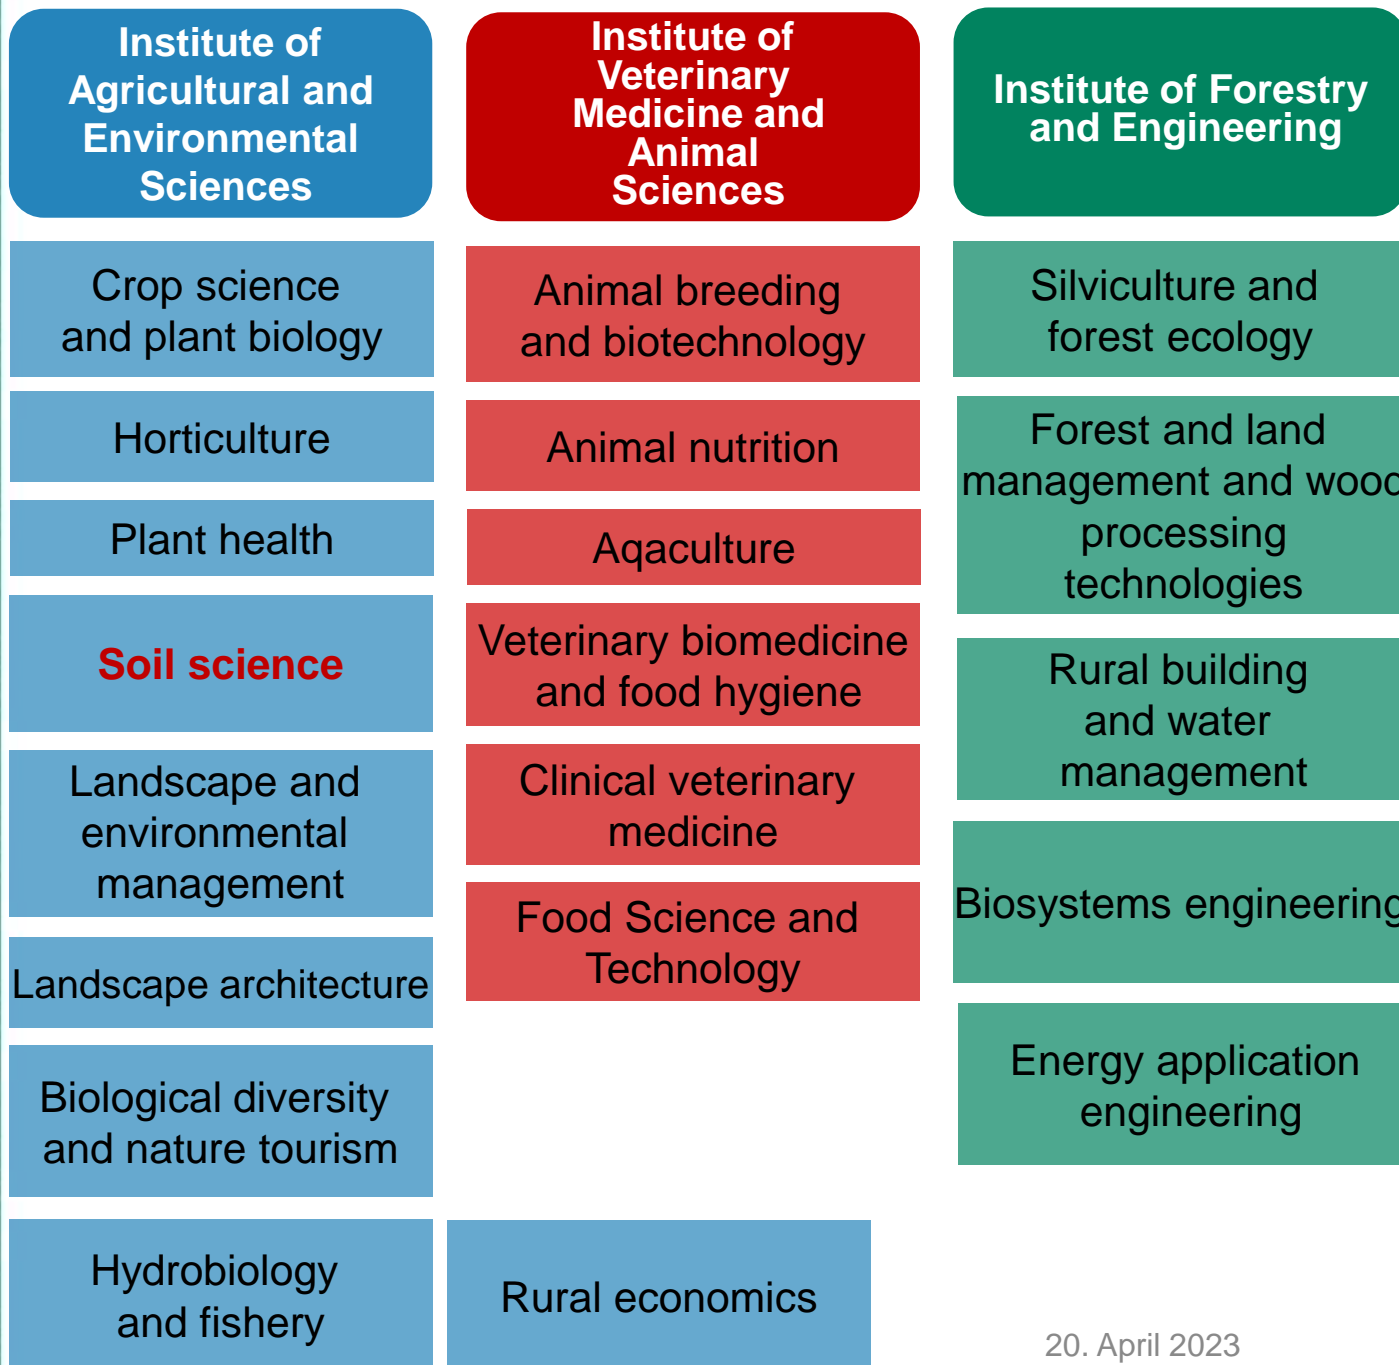 Institute of
Agricultural and
Environmental
Sciences
Crop science
and plant biology
Horticulture
Plant health
Soil science
Landscape and
environmental
management
Landscape architecture
Biological diversity
and nature tourism
Hydrobiology
and fishery
Institute of
Veterinary
Medicine and
Animal
Sciences
Animal breeding
and biotechnology
Animal nutrition
Aqaculture
Veterinary biomedicine
and food hygiene
Clinical veterinary
medicine
Food Science and
Technology
Rural economics
Institute of Forestry
and Engineering
Silviculture and
forest ecology
Forest and land
management and wood
processing
technologies
Rural building
and water
management
Biosystems engineering
Energy application
engineering
20. April 2023